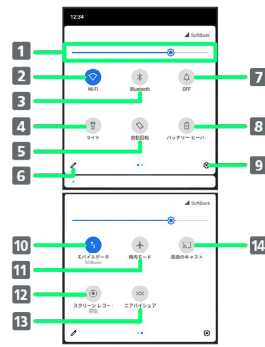 12:34
SoftBank
1
2
Wi-Fi
3
Bluetooth
OFF
7
4
ライト
5
自動回転
バッテリー セーバー
8
6
9
SoftBank
10
モバイルデータ
SoftBank
11
機内モード
画面のキャスト
14
12
スクリーン レコー:
開始
13
ニアバイシェア